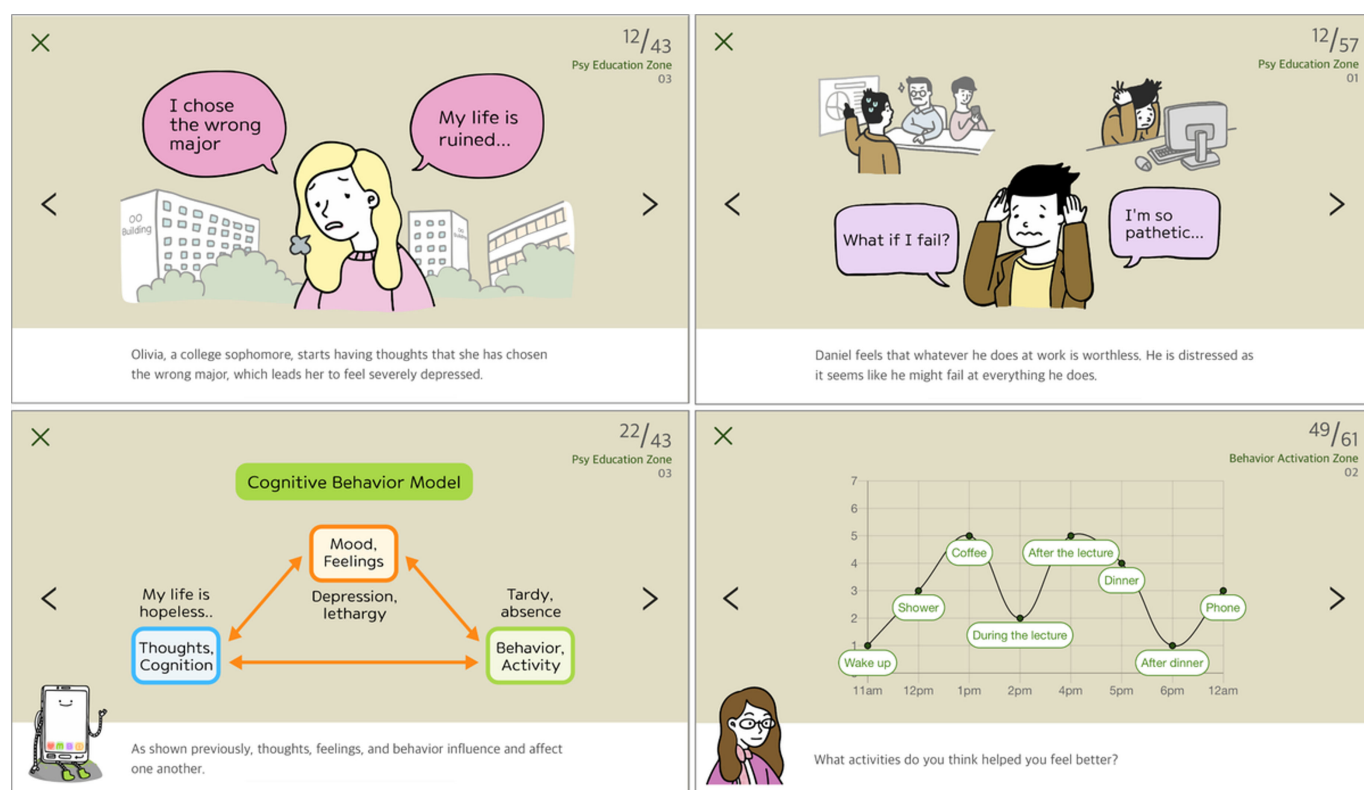 12/43
Psy Education Zone
03
I chose
the wrong
major
My life is
ruined...
OO
Building
Olivia, a college sophomore, starts having thoughts that she has chosen
the wrong major, which leads her to feel severely depressed.
12/57
Psy Education Zone
01
What if I fail?
I'm so
pathetic...
Daniel feels that whatever he does at work is worthless. He is distressed as
it seems like he might fail at everything he does.
22/43
Psy Education Zone
03
Cognitive Behavior Model
Mood,
Feelings
My life is
hopeless..
Depression,
lethargy
Tardy,
absence
Thoughts,
Cognition
Behavior,
Activity
As shown previously, thoughts, feelings, and behavior influence and affect
one another.
49/61
Behavior Activation Zone
02
7
6
5
4
3
2
1
Coffee
After the lecture
Dinner
Shower
Phone
During the lecture
Wake up
After dinner
11am 12pm 1pm 2pm 4pm 5pm 6pm 12am
What activities do you think helped you feel better?